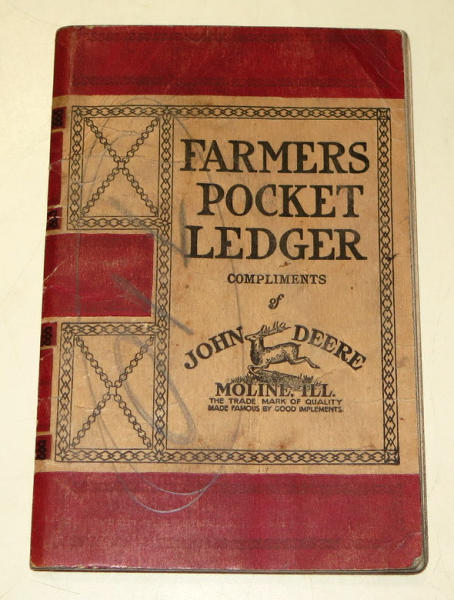 FARMERS
POCKET
LEDGER
COMPLIMENTS
of
JOHN DEERE
MOLINE, ILL.
THE TRADE MARK OF QUALITY
MADE FAMOUS BY GOOD IMPLEMENTS.